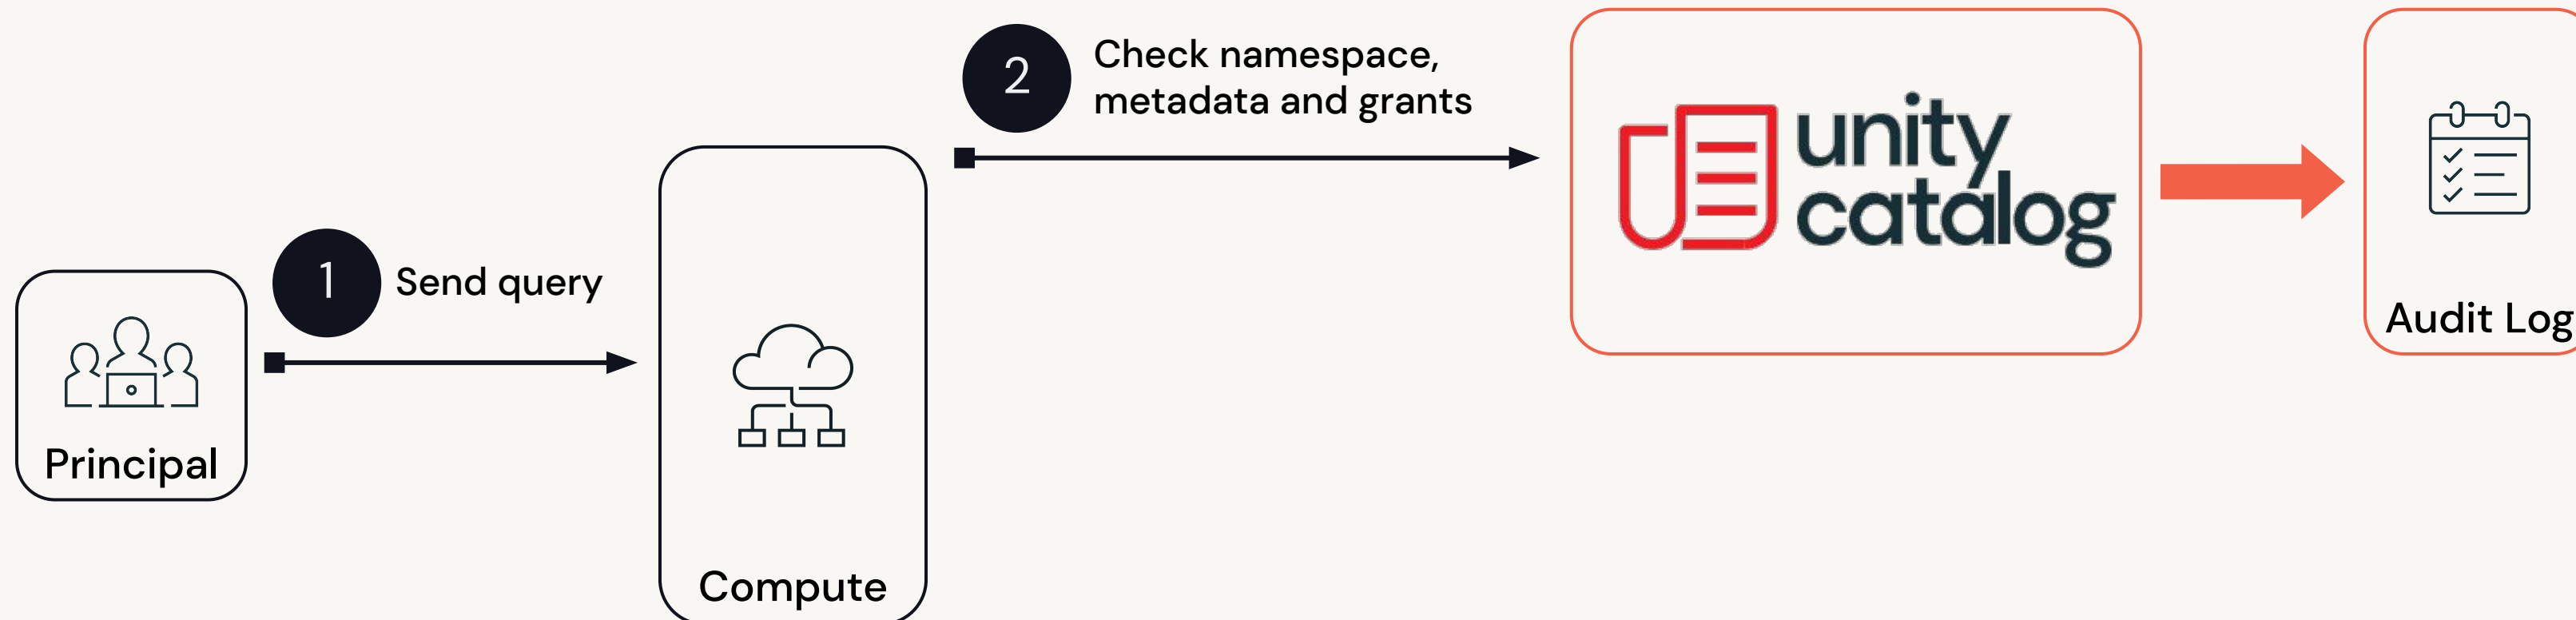 Principal
1
Send query
Compute
2
Check namespace,
metadata and grants
unity
catalog
Audit Log